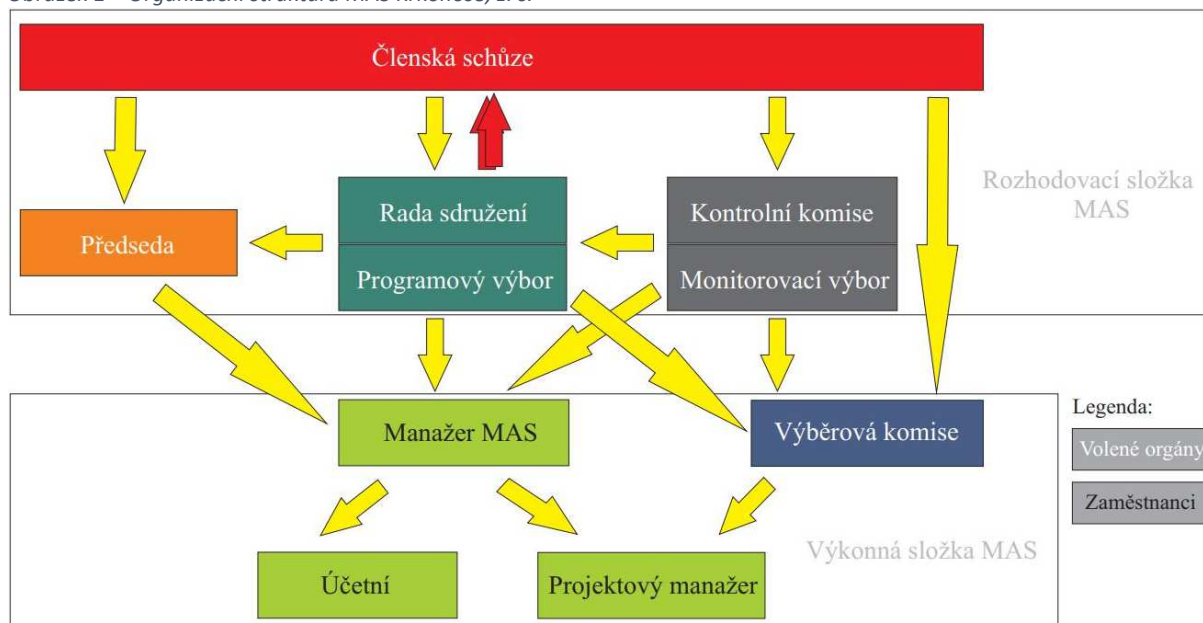 Členská schůze
Rozhodovací složka
MAS
Rada sdružení
Kontrolní komise
Předseda
Programový výbor
Monitorovací výbor
Manažer MAS
Výběrová komise
Legenda:
Volené orgány
Zaměstnanci
Výkonná složka MAS
Účetní
Projektový manažer